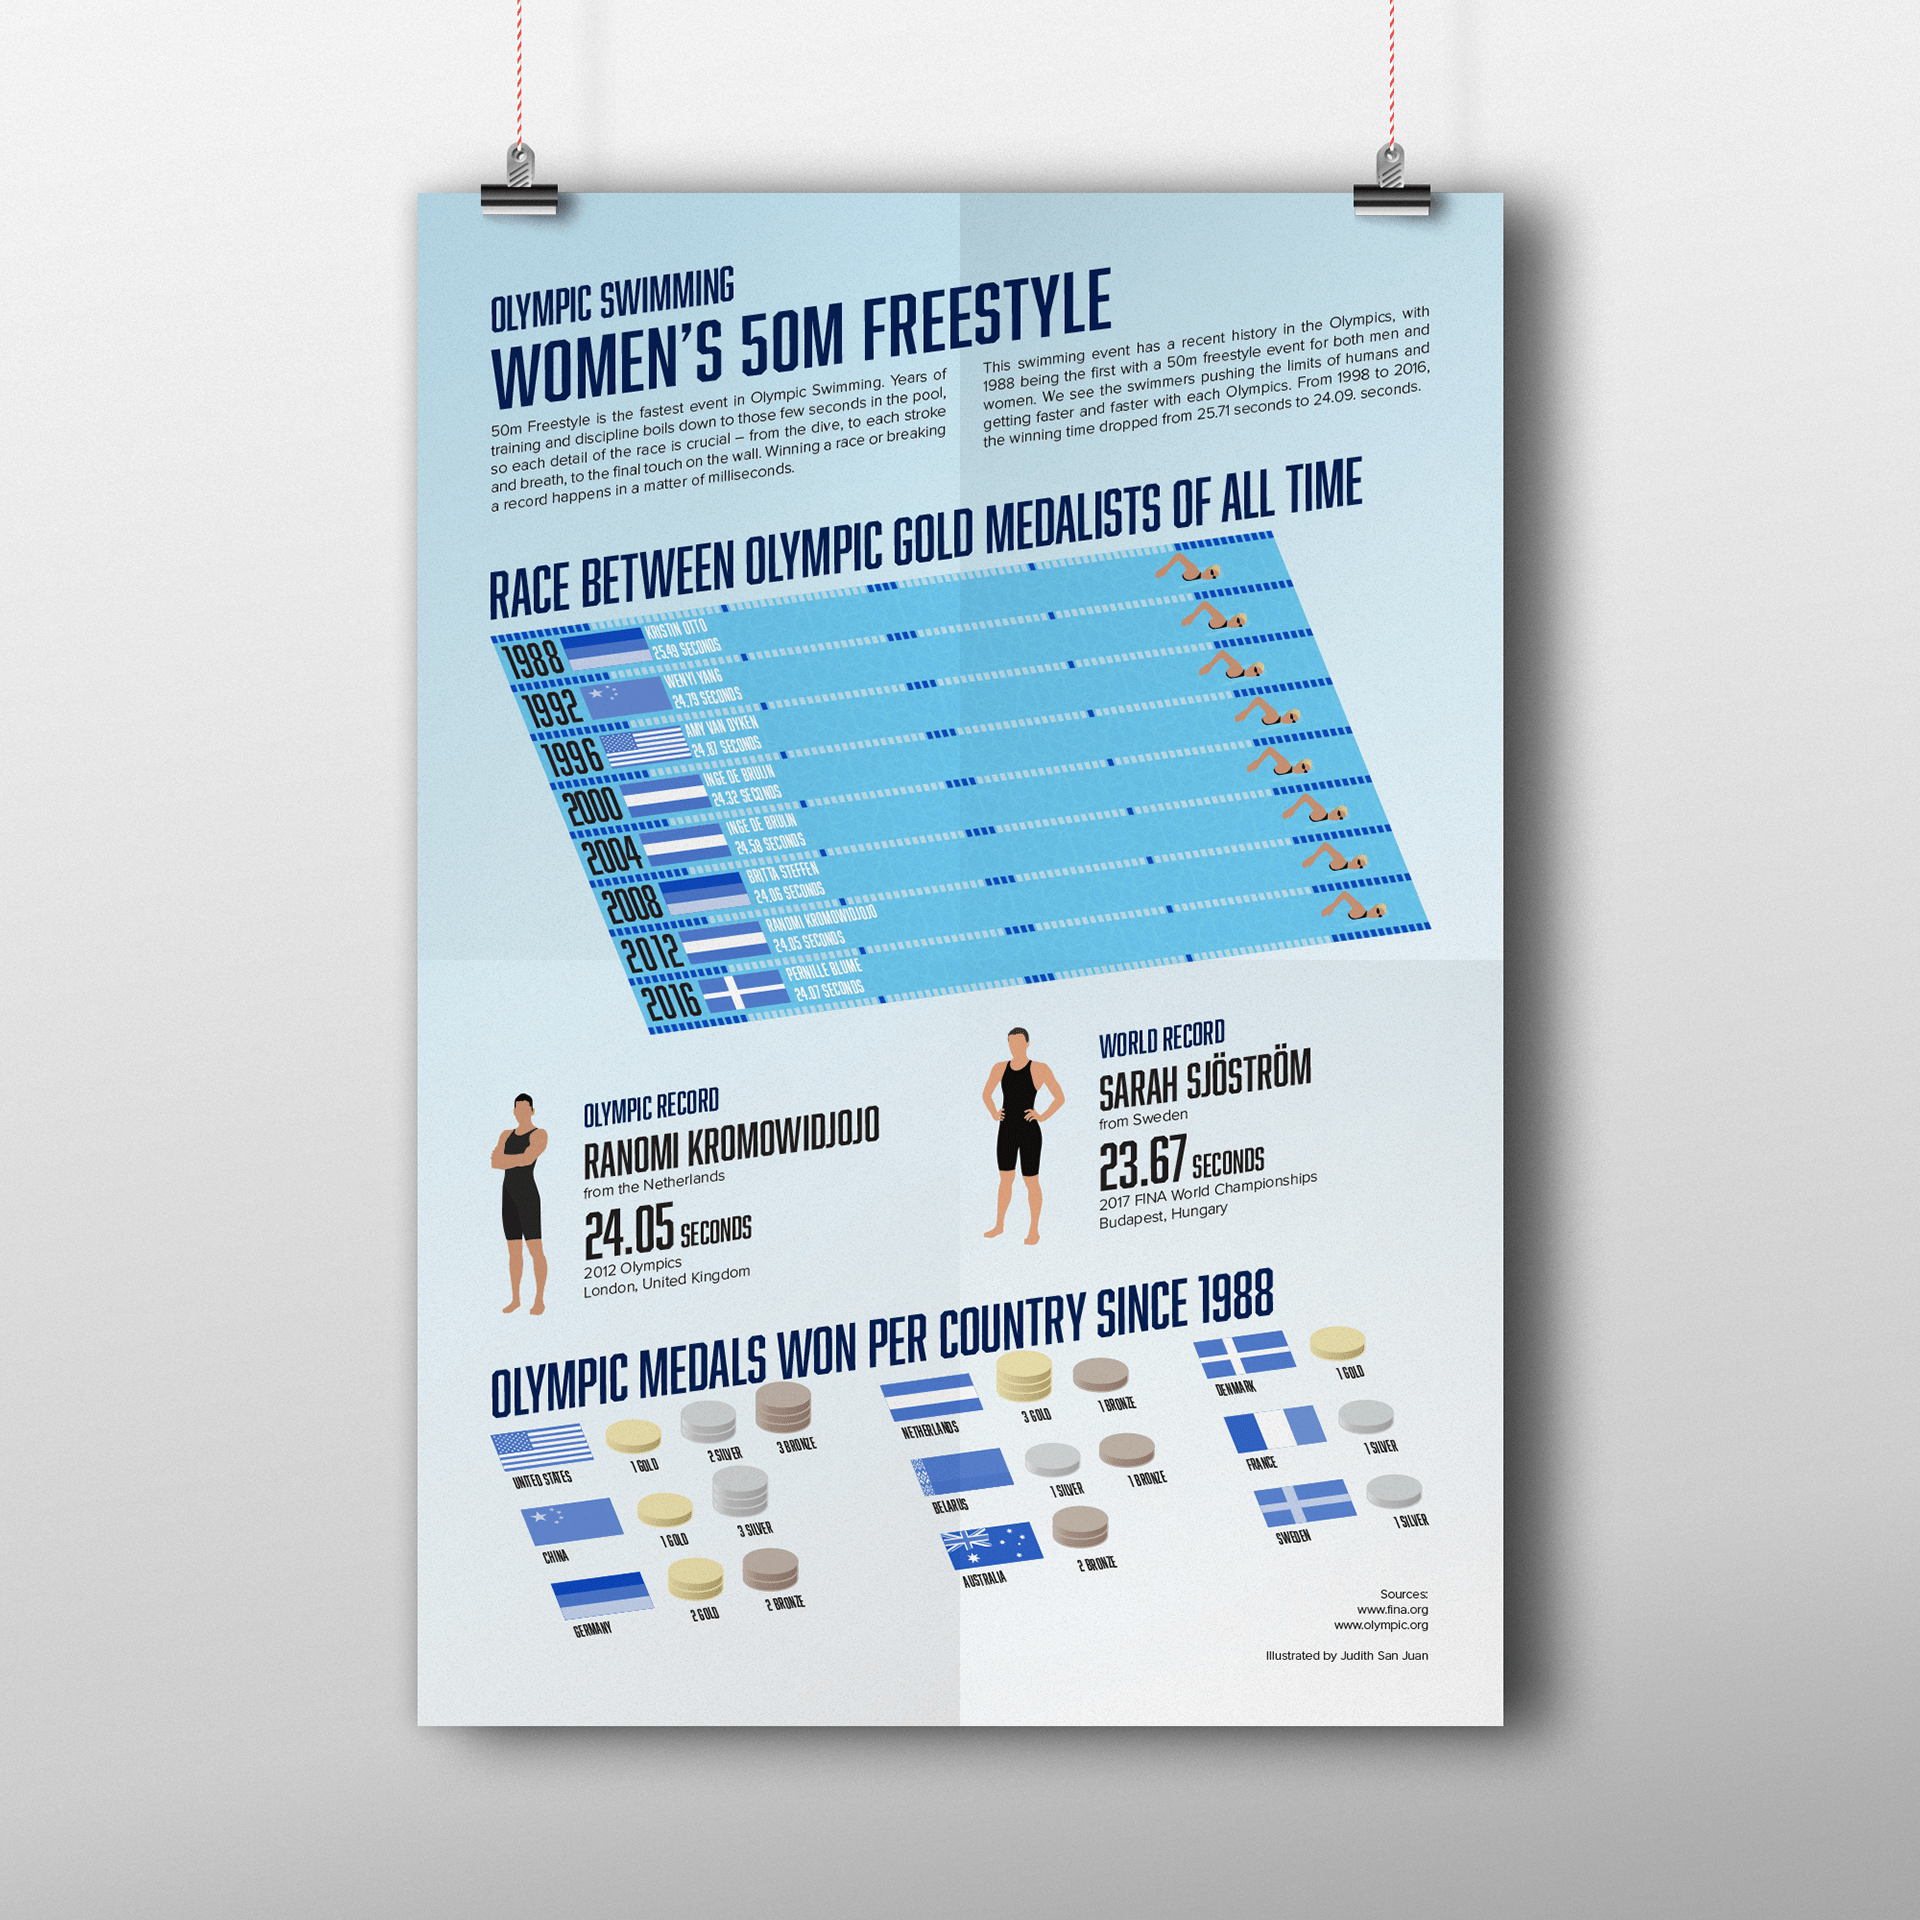 OLYMPIC SWIMMING
WOMEN'S 50M FREESTYLE
50m Freestyle is the fastest event in Olympic Swimming. Years of
training and discipline boils down to those few seconds in the pool,
so each detail of the race is crucial – from the dive, to each stroke
and breath, to the final touch on the wall. Winning a race or breaking
a record happens in a matter of milliseconds.
This swimming event has a recent history in the Olympics, with
1988 being the first with a 50m freestyle event for both men and
women. We see the swimmers pushing the limits of humans and
getting faster and faster with each Olympics. From 1998 to 2016,
the winning time dropped from 25.71 seconds to 24.09. seconds.
RACE BETWEEN OLYMPIC GOLD MEDALISTS OF ALL TIME
1988
KRISTIN OTTO
25.49 SECONDS
1992
WENYI YANG
24.79 SECONDS
1996
AMY VAN DYKEN
24.87 SECONDS
2000
INGE DE BRUIJN
24.32 SECONDS
2004
INGE DE BRUIJN
24.58 SECONDS
2008
BRITTA STEFFEN
24.06 SECONDS
2012
RANOMI KROMOWIDJOJO
24.05 SECONDS
2016
PERNILLE BLUME
24.07 SECONDS
OLYMPIC RECORD
RANOMI KROMOWIDJOJO
from the Netherlands
24.05 SECONDS
2012 Olympics
London, United Kingdom
WORLD RECORD
SARAH SJÖSTRÖM
from Sweden
23.67 SECONDS
2017 FINA World Championships
Budapest, Hungary
OLYMPIC MEDALS WON PER COUNTRY SINCE 1988
UNITED STATES
1 GOLD
2 SILVER
3 BRONZE
CHINA
1 GOLD
3 SILVER
GERMANY
2 GOLD
2 BRONZE
NETHERLANDS
3 GOLD
1 BRONZE
BELARUS
1 SILVER
1 BRONZE
AUSTRALIA
2 BRONZE
DENMARK
1 GOLD
FRANCE
1 SILVER
SWEDEN
1 SILVER
Sources:
www.fina.org
www.olympic.org
Illustrated by Judith San Juan